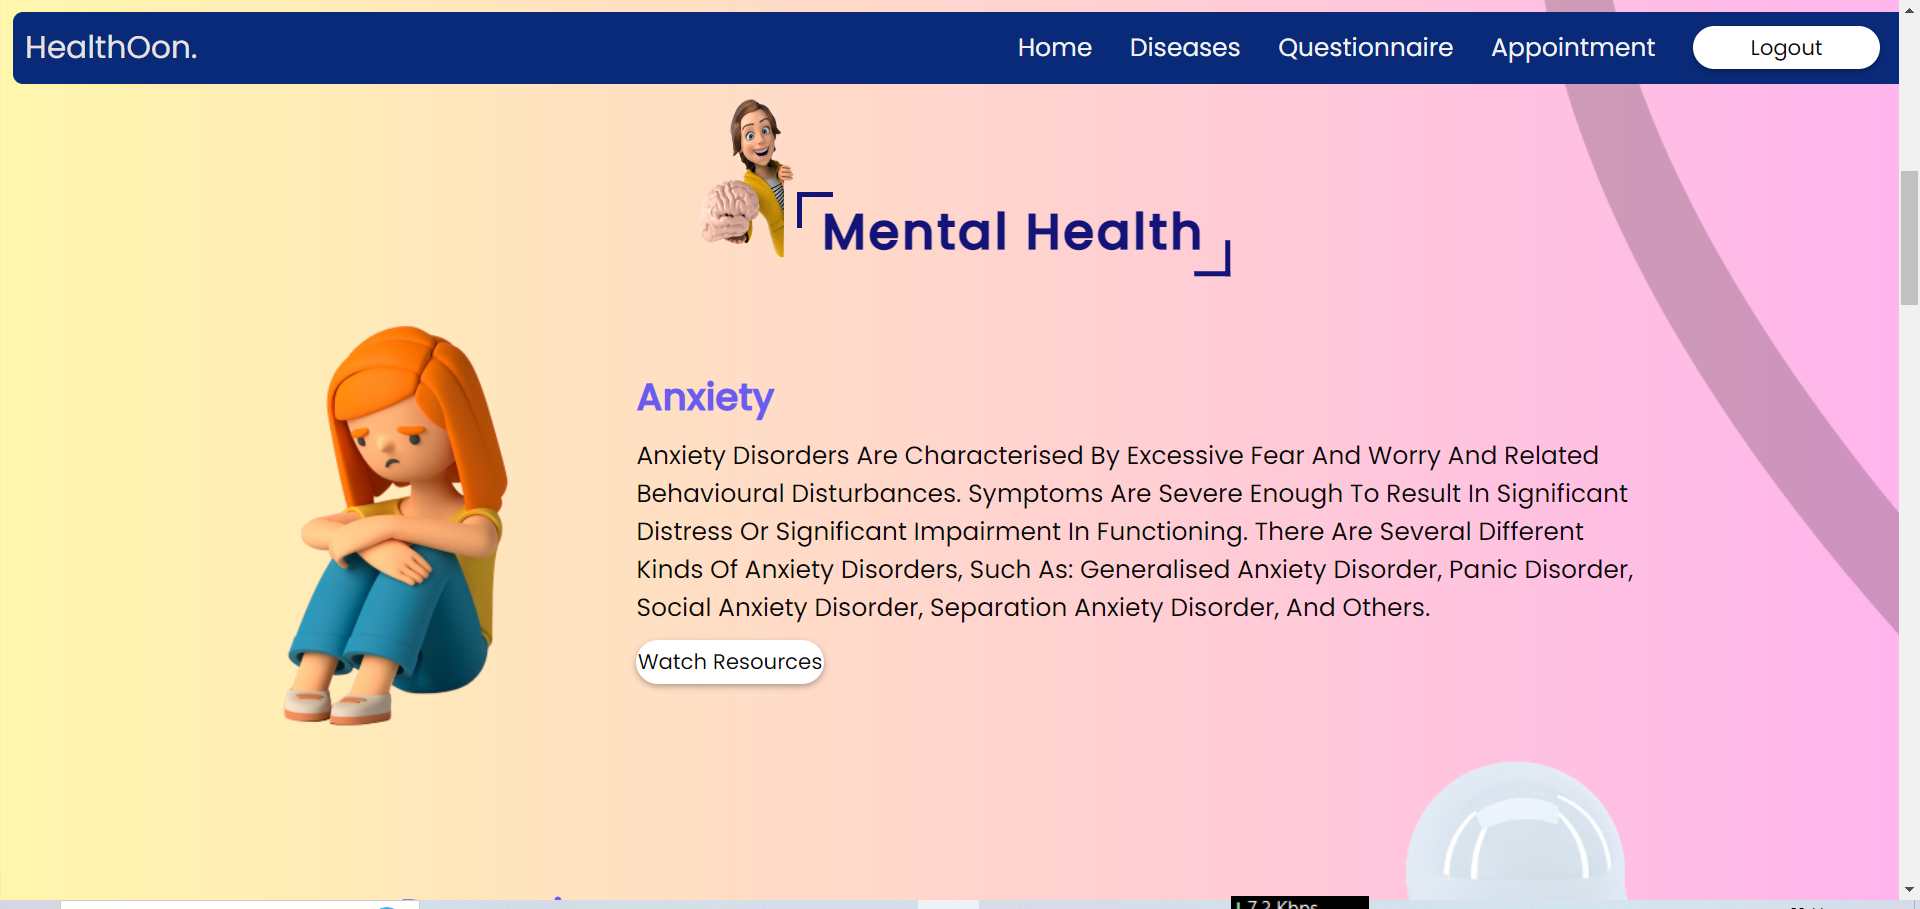 HealthOon.
Home Diseases Questionnaire Appointment Logout
Mental Health
Anxiety
Anxiety Disorders Are Characterised By Excessive Fear And Worry And Related
Behavioural Disturbances. Symptoms Are Severe Enough To Result In Significant
Distress Or Significant Impairment In Functioning. There Are Several Different
Kinds Of Anxiety Disorders, Such As: Generalised Anxiety Disorder, Panic Disorder,
Social Anxiety Disorder, Separation Anxiety Disorder, And Others.
Watch Resources
7.2 Kbps